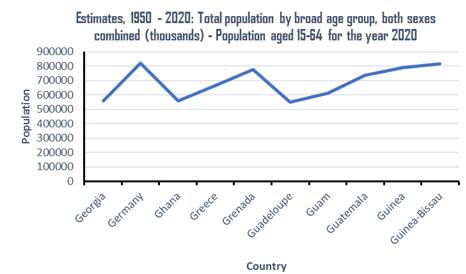 Estimates, 1950 - 2020: Total population by broad age group, both sexes
combined (thousands) - Population aged 15-64 for the year 2020
900000
800000
700000
600000
500000
400000
300000
200000
100000
0
Population
Georgia
Germany
Ghana
Greece
Grenada
Guadeloupe
Guam
Guatemala
Guinea
Guinea-Bissau
Country